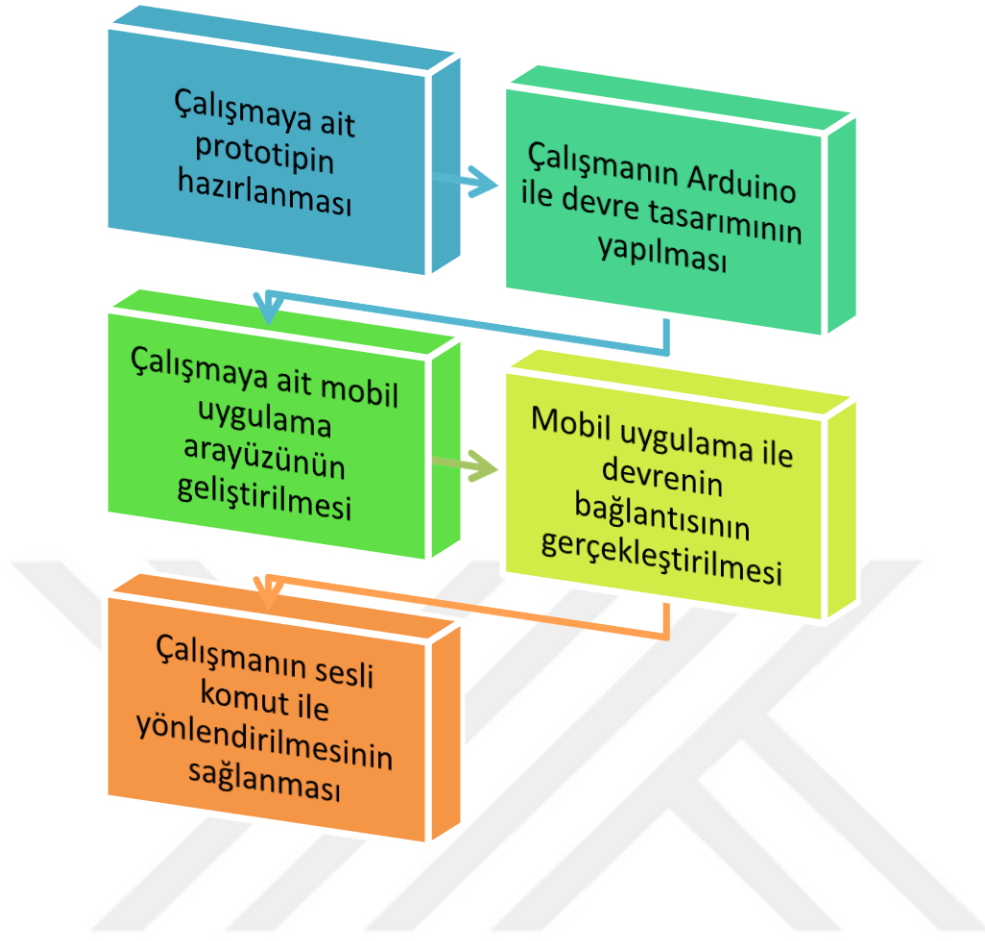 Çalışmaya ait
prototipin
hazırlanması
Çalışmanın Arduino
ile devre tasarımının
yapılması
Çalışmaya ait mobil
uygulama
arayüzünün
geliştirilmesi
Mobil uygulama ile
devrenin
bağlantısının
gerçekleştirilmesi
Çalışmanın sesli
komut ile
yönlendirilmesinin
sağlanması